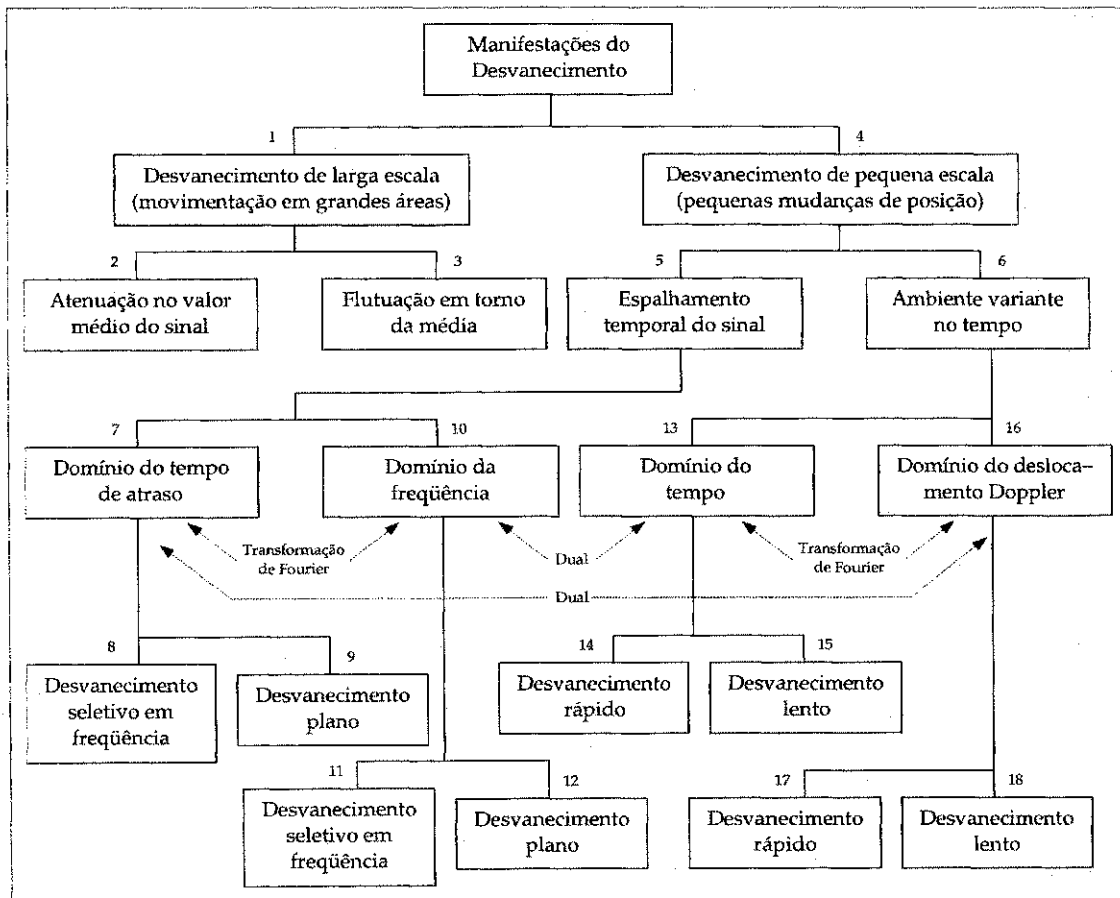 Manifestações do
Desvanecimento
1
4
Desvanecimento de larga escala
(movimentação em grandes áreas)
Desvanecimento de pequena escala
(pequenas mudanças de posição)
2
3
5
6
Atenuação no valor
médio do sinal
Flutuação em torno
da média
Espalhamento
temporal do sinal
Ambiente variante
no tempo
7
10
13
16
Domínio do tempo
de atraso
Domínio da
freqüência
Domínio do
tempo
Domínio do desloca-
mento Doppler
Transformação
de Fourier
Dual
Transformação
de Fourier
Dual
8
9
14
15
Desvanecimento
seletivo em
freqüência
Desvanecimento
plano
Desvanecimento
rápido
Desvanecimento
lento
11
12
17
18
Desvanecimento
seletivo em
freqüência
Desvanecimento
plano
Desvanecimento
rápido
Desvanecimento
lento